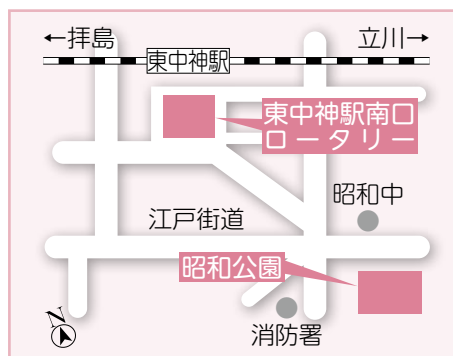 ←拝島
立川→
東中神駅
東中神駅南口
ロータリー
昭和中
江戸街道
昭和公園
消防署
N